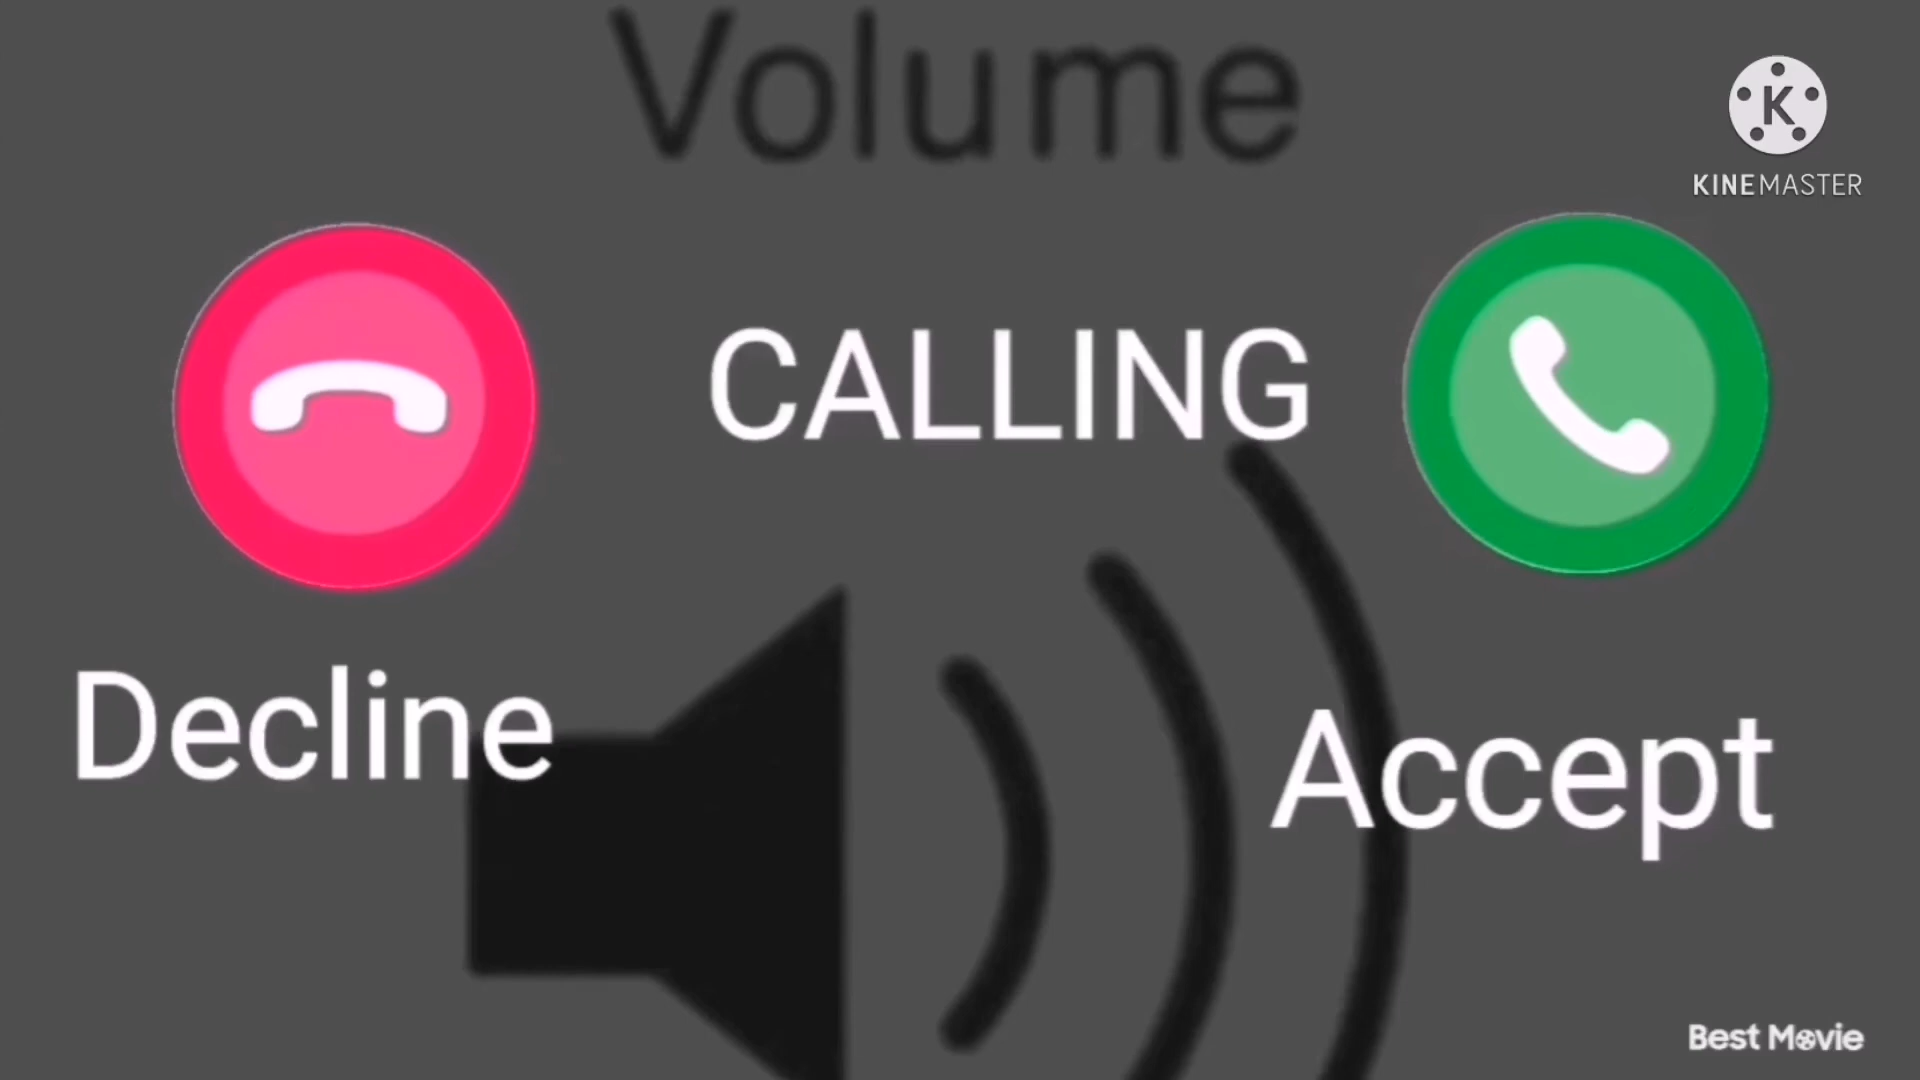 Volume
K
KINEMASTER
CALLING
Decline
Accept
Best Movie